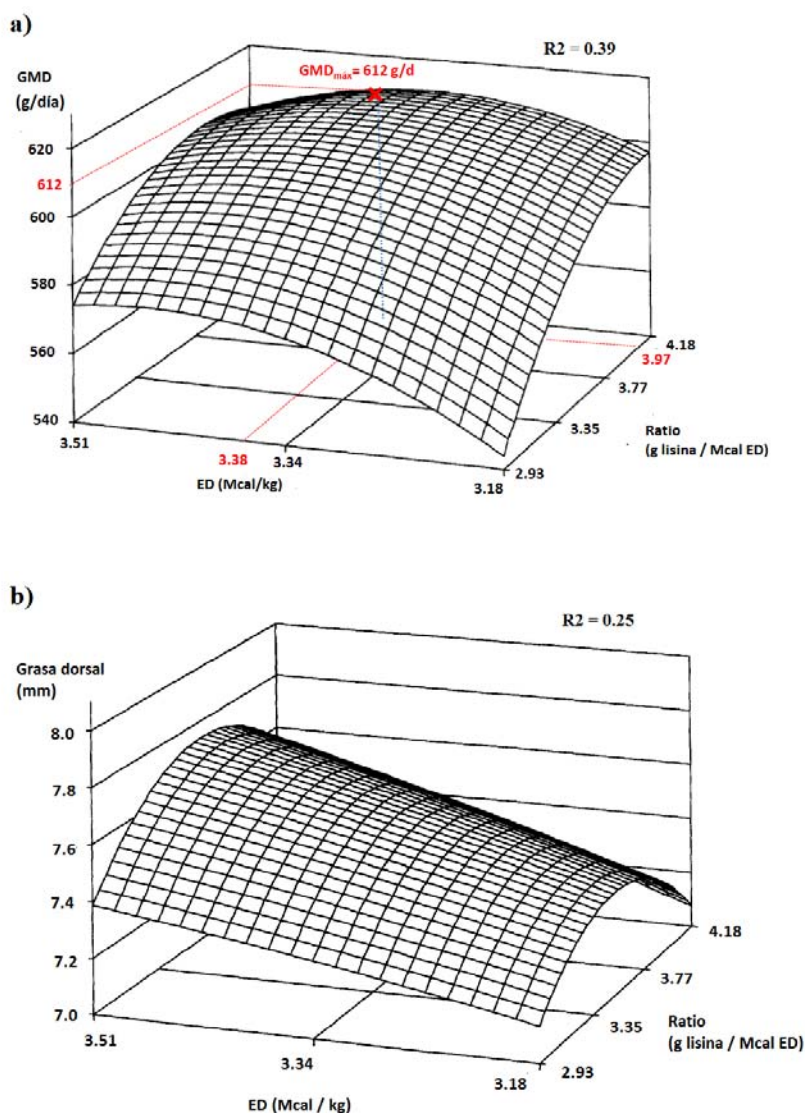 a)
R2 = 0.39
GMD
(g/día)
GMDmáx= 612 g/d
620
612
600
580
560
540
3.51
3.38
3.34
3.18
ED (Mcal/kg)
4.18
3.97
3.77
3.35
2.93
Ratio
(g lisina / Mcal ED)
b)
R2 = 0.25
Grasa dorsal
(mm)
8.0
7.8
7.6
7.4
7.2
7.0
3.51
3.34
3.18
ED (Mcal / kg)
4.18
3.77
3.35
2.93
Ratio
(g lisina / Mcal ED)